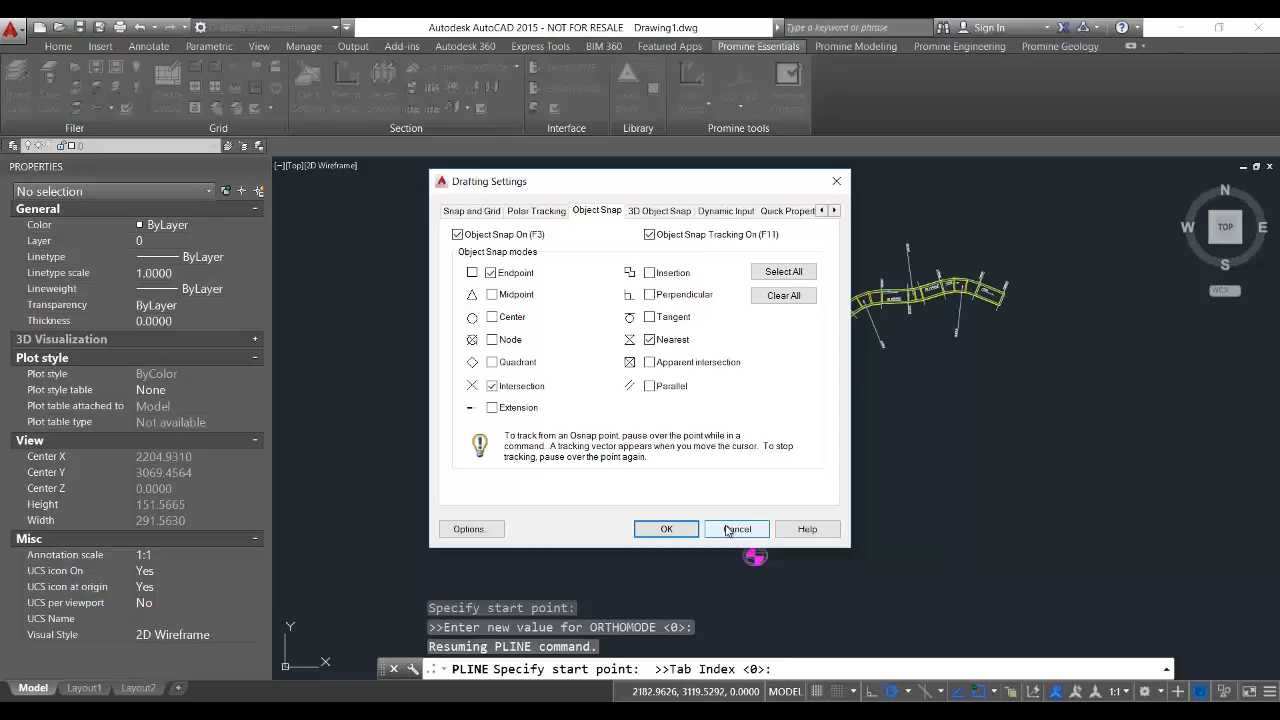 Autodesk AutoCAD 2015 - NOT FOR RESALE Drawing1.dwg
Type a keyword or phrase
Sign In
Home Insert Annotate Parametric View Manage Output Add-ins Autodesk 360 Express Tools BIM 360 Featured Apps Promine Essentials Promine Modeling Promine Engineering Promine Geology
Filer Grid Section Interface Library Promine tools
0
PROPERTIES
[−][Top][2D Wireframe]
No selection
General
Color ByLayer
Layer 0
Linetype ByLayer
Linetype scale 1.0000
Lineweight ByLayer
Transparency ByLayer
Thickness 0.0000
3D Visualization
Plot style
Plot style ByColor
Plot style table None
Plot table attached to Model
Plot table type Not available
View
Center X 2204.9310
Center Y 3069.4564
Center Z 0.0000
Height 151.5665
Width 291.5630
Misc
Annotation scale 1:1
UCS icon On Yes
UCS icon at origin Yes
UCS per viewport No
UCS Name
Visual Style 2D Wireframe
Drafting Settings
Snap and Grid Polar Tracking Object Snap 3D Object Snap Dynamic Input Quick Propert
Object Snap On (F3) Object Snap Tracking On (F11)
Object Snap modes
Endpoint Insertion Select All
Midpoint Perpendicular Clear All
Center Tangent
Node Nearest
Quadrant Apparent intersection
Intersection Parallel
Extension
To track from an Osnap point, pause over the point while in a
command. A tracking vector appears when you move the cursor. To stop
tracking, pause over the point again.
Options... OK Cancel Help
N
W TOP E
S
WCS
Y
X
Specify start point:
>>Enter new value for ORTHOMODE <0>:
Resuming PLINE command.
PLINE Specify start point: >>Tab Index <0>:
Model Layout1 Layout2 +
2182.9626, 3119.5292, 0.0000 MODEL 1:1